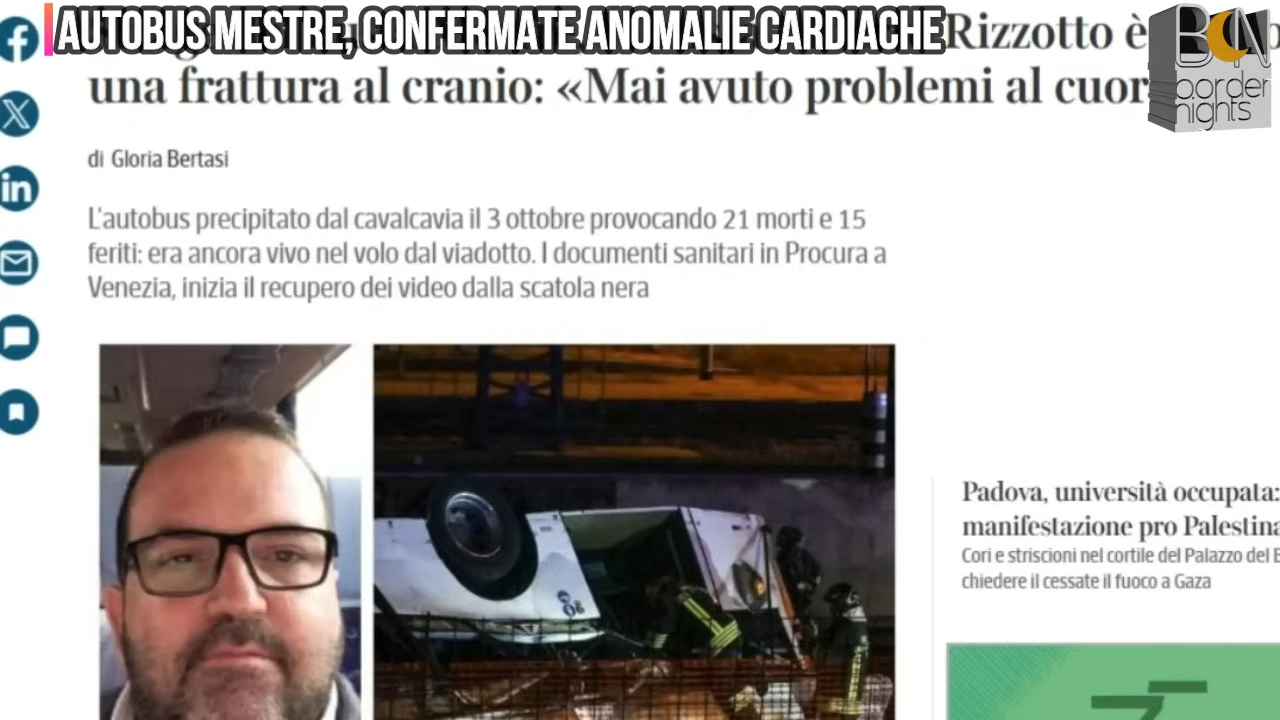 AUTOBUS MESTRE, CONFERMATE ANOMALIE CARDIACHE
Rizzotto è
una frattura al cranio: «Mai avuto problemi al cuor
BCN
border
nights
di Gloria Bertasi
L'autobus precipitato dal cavalcavia il 3 ottobre provocando 21 morti e 15
feriti: era ancora vivo nel volo dal viadotto. I documenti sanitari in Procura a
Venezia, inizia il recupero dei video dalla scatola nera
Padova, università occupata:
manifestazione pro Palestina
Cori e striscioni nel cortile del Palazzo del B
chiedere il cessate il fuoco a Gaza